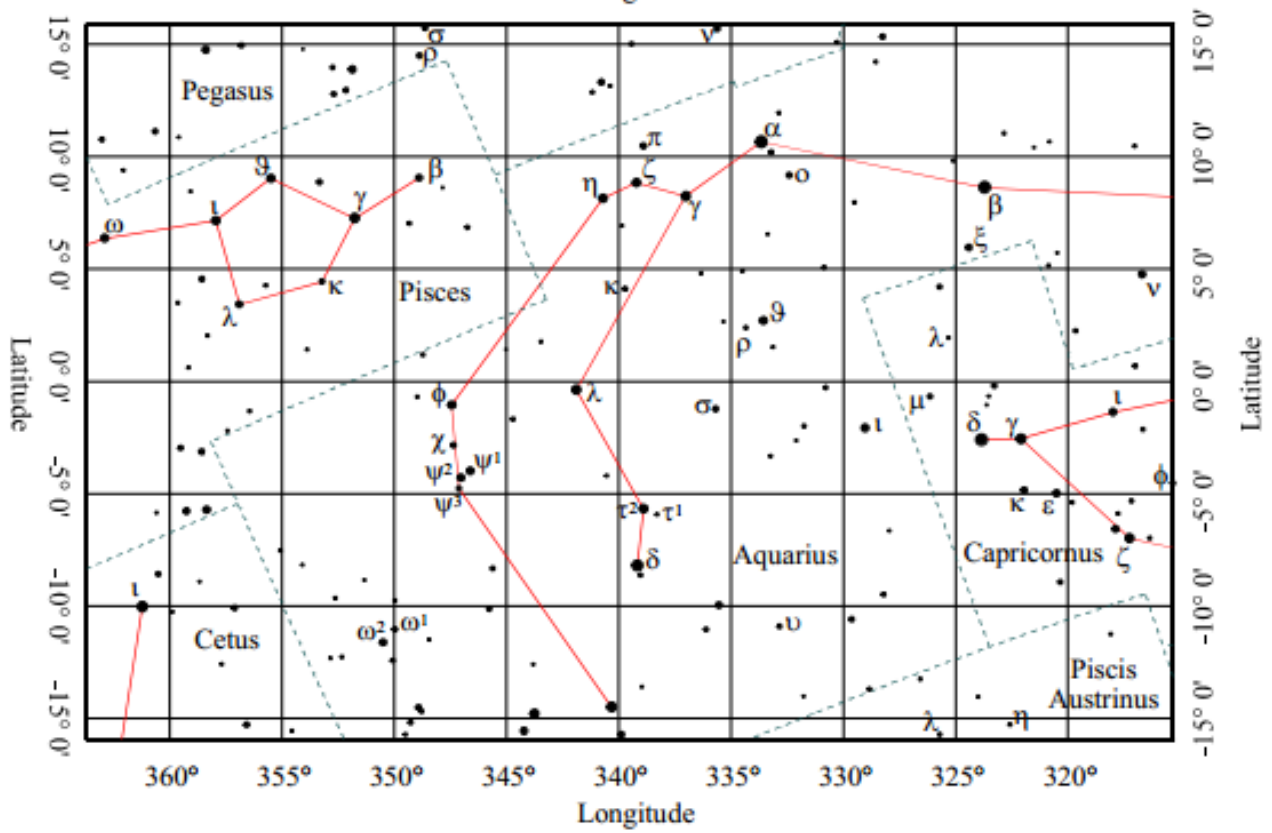 σ
ν
15° 0'
15° 0'
ρ
Pegasus
α
π
10° 0'
10° 0'
ϑ
β
ζ
ο
η
ι
γ
γ
β
ω
ξ
5° 0'
5° 0'
κ
Pisces
κ
ν
λ
ϑ
ρ
λ
Latitude
Latitude
0° 0'
0° 0'
φ
λ
σ
μ
ι
ι
δ
γ
χ
ψ²
ψ¹
φ
-5° 0'
-5° 0'
ψ³
κ
ε
τ²
τ¹
Aquarius
Capricornus
δ
ζ
ι
-10° 0'
-10° 0'
Cetus
ω²
ω¹
υ
Piscis
Austrinus
-15° 0'
-15° 0'
λ
η
360°
355°
350°
345°
340°
335°
330°
325°
320°
Longitude